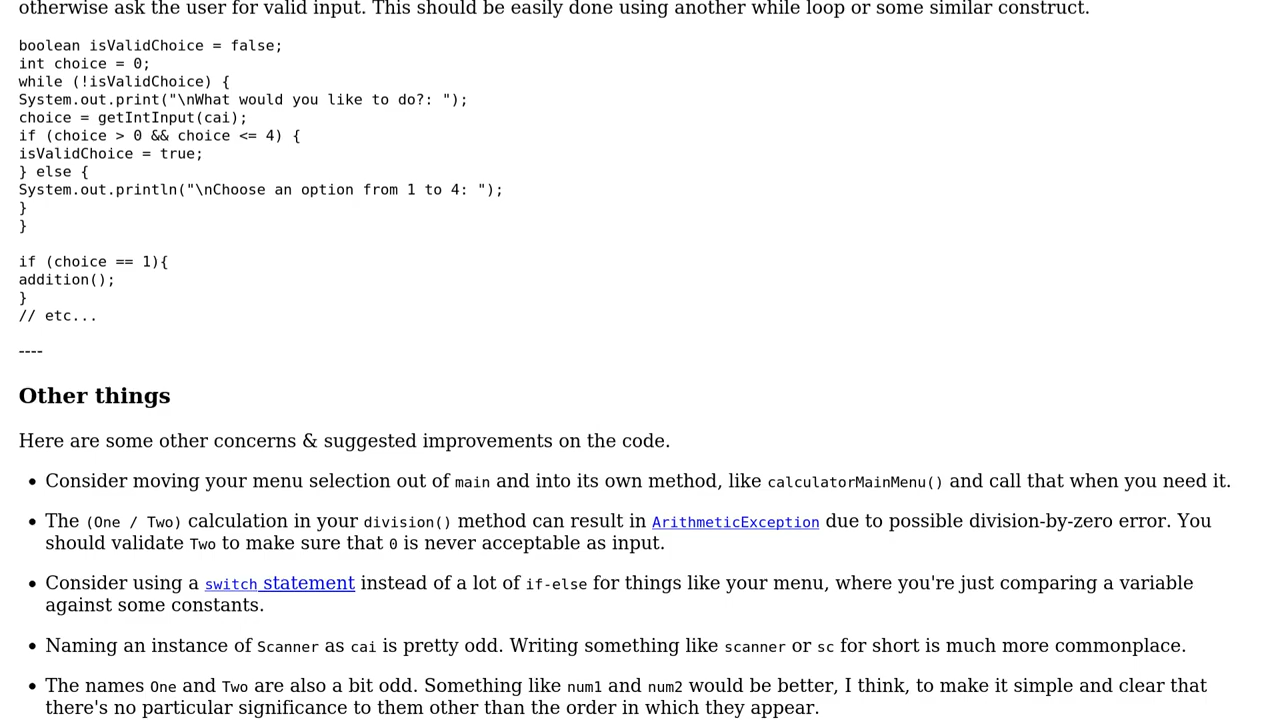 otherwise ask the user for valid input. This should be easily done using another while loop or some similar construct.
boolean isValidChoice = false;
int choice = 0;
while (!isValidChoice) {
System.out.print("\nWhat would you like to do?: ");
choice = getIntInput(cai);
if (choice > 0 && choice <= 4) {
isValidChoice = true;
} else {
System.out.println("\nChoose an option from 1 to 4: ");
}
}
if (choice == 1){
addition();
}
// etc...
----
Other things
Here are some other concerns & suggested improvements on the code.
• Consider moving your menu selection out of main and into its own method, like calculatorMainMenu() and call that when you need it.
• The (One / Two) calculation in your division() method can result in ArithmeticException due to possible division-by-zero error. You
should validate Two to make sure that 0 is never acceptable as input.
• Consider using a switch statement instead of a lot of if-else for things like your menu, where you're just comparing a variable
against some constants.
• Naming an instance of Scanner as cai is pretty odd. Writing something like scanner or sc for short is much more commonplace.
• The names One and Two are also a bit odd. Something like num1 and num2 would be better, I think, to make it simple and clear that
there's no particular significance to them other than the order in which they appear.